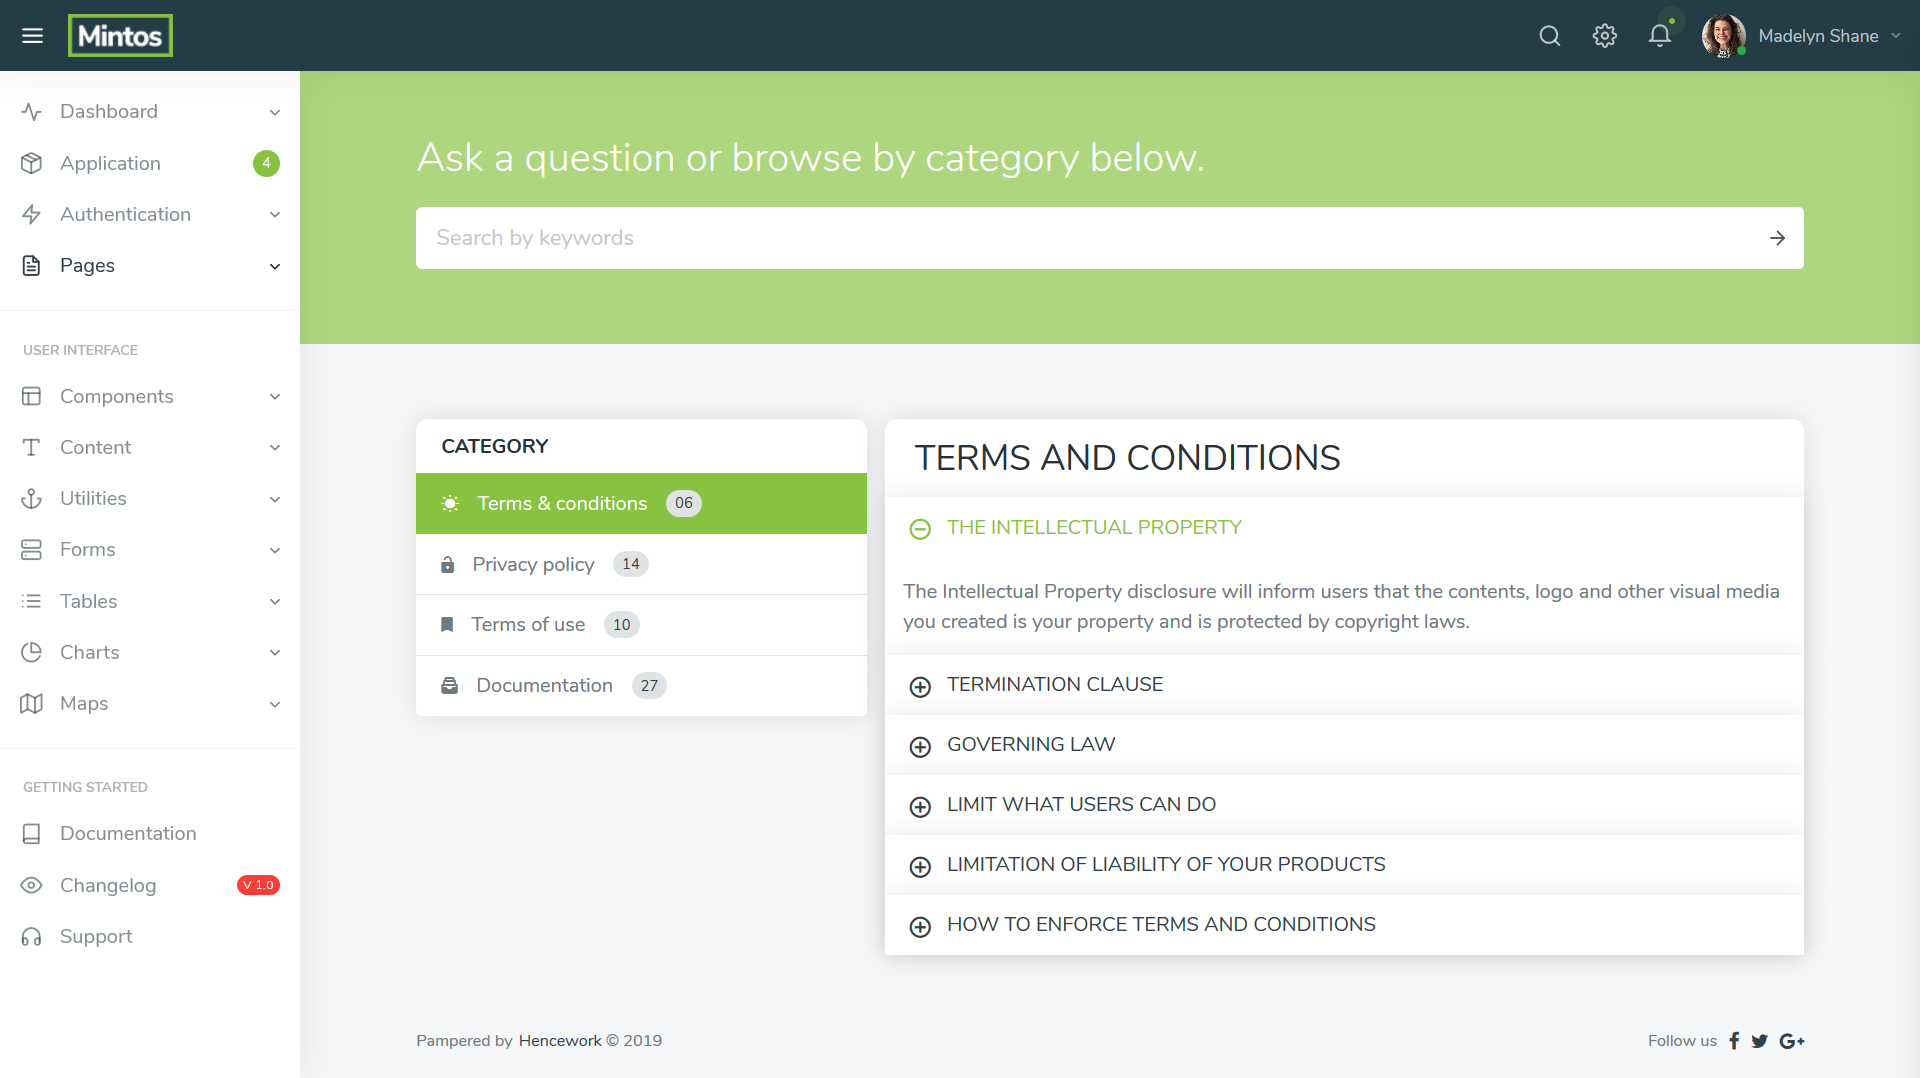 Mintos
Madelyn Shane
Dashboard
Application 4
Authentication
Pages
USER INTERFACE
Components
Content
Utilities
Forms
Tables
Charts
Maps
GETTING STARTED
Documentation
Changelog V 1.0
Support
Ask a question or browse by category below.
Search by keywords
CATEGORY
Terms & conditions 06
Privacy policy 14
Terms of use 10
Documentation 27
TERMS AND CONDITIONS
THE INTELLECTUAL PROPERTY
The Intellectual Property disclosure will inform users that the contents, logo and other visual media
you created is your property and is protected by copyright laws.
TERMINATION CLAUSE
GOVERNING LAW
LIMIT WHAT USERS CAN DO
LIMITATION OF LIABILITY OF YOUR PRODUCTS
HOW TO ENFORCE TERMS AND CONDITIONS
Pampered by Hencework © 2019
Follow us